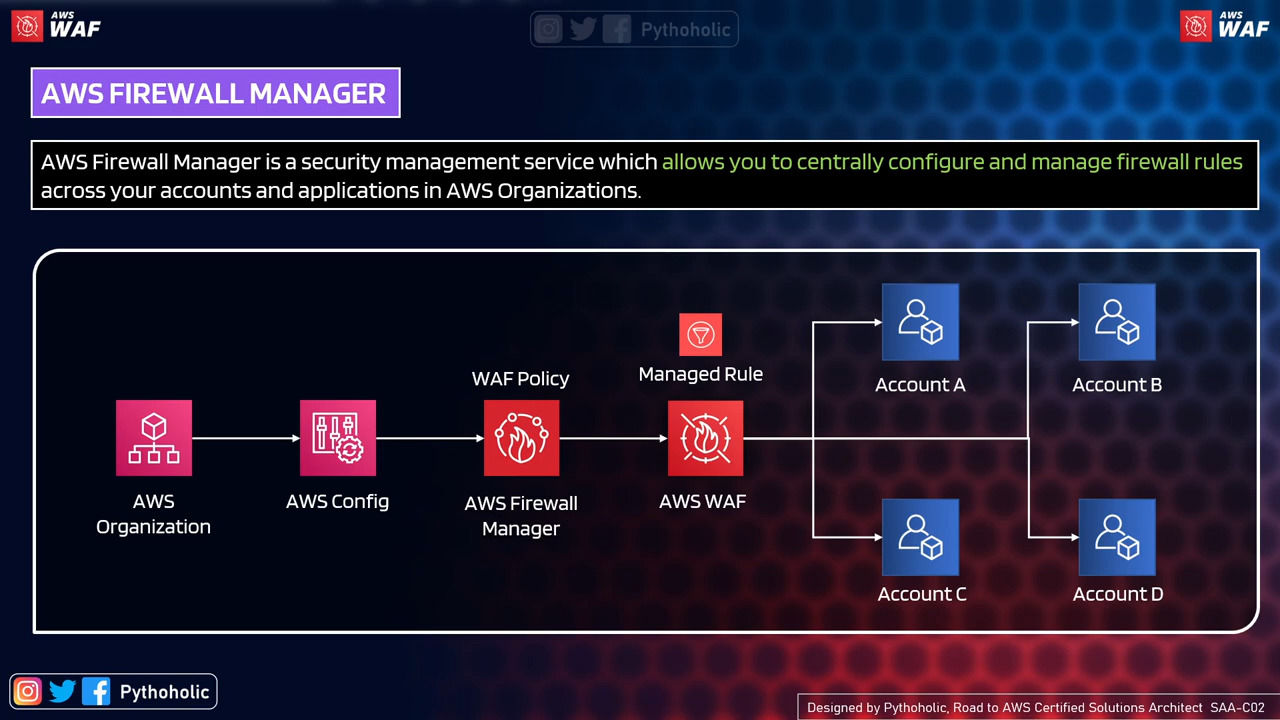 AWS
WAF
Pythoholic
AWS
WAF
AWS FIREWALL MANAGER
AWS Firewall Manager is a security management service which allows you to centrally configure and manage firewall rules
across your accounts and applications in AWS Organizations.
AWS
Organization
AWS Config
WAF Policy
AWS Firewall
Manager
Managed Rule
AWS WAF
Account A
Account B
Account C
Account D
Pythoholic
Designed by Pythoholic, Road to AWS Certified Solutions Architect SAA-C02